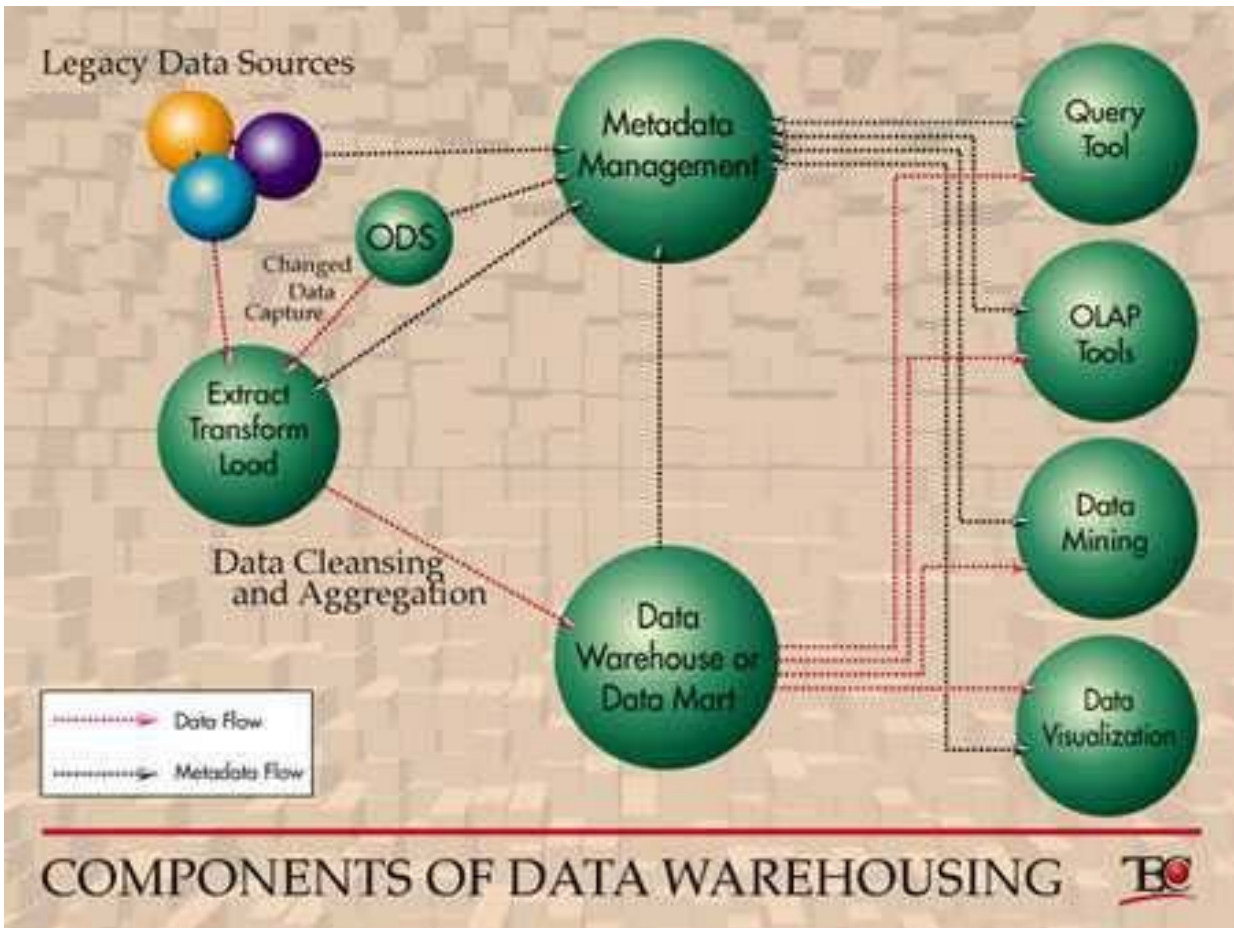 Legacy Data Sources
Metadata
Management
Query
Tool
ODS
Changed
Data
Capture
OLAP
Tools
Extract
Transform
Load
Data
Mining
Data Cleansing
and Aggregation
Data
Warehouse or
Data Mart
Data
Visualization
Data Flow
Metadata Flow
COMPONENTS OF DATA WAREHOUSING
TBC